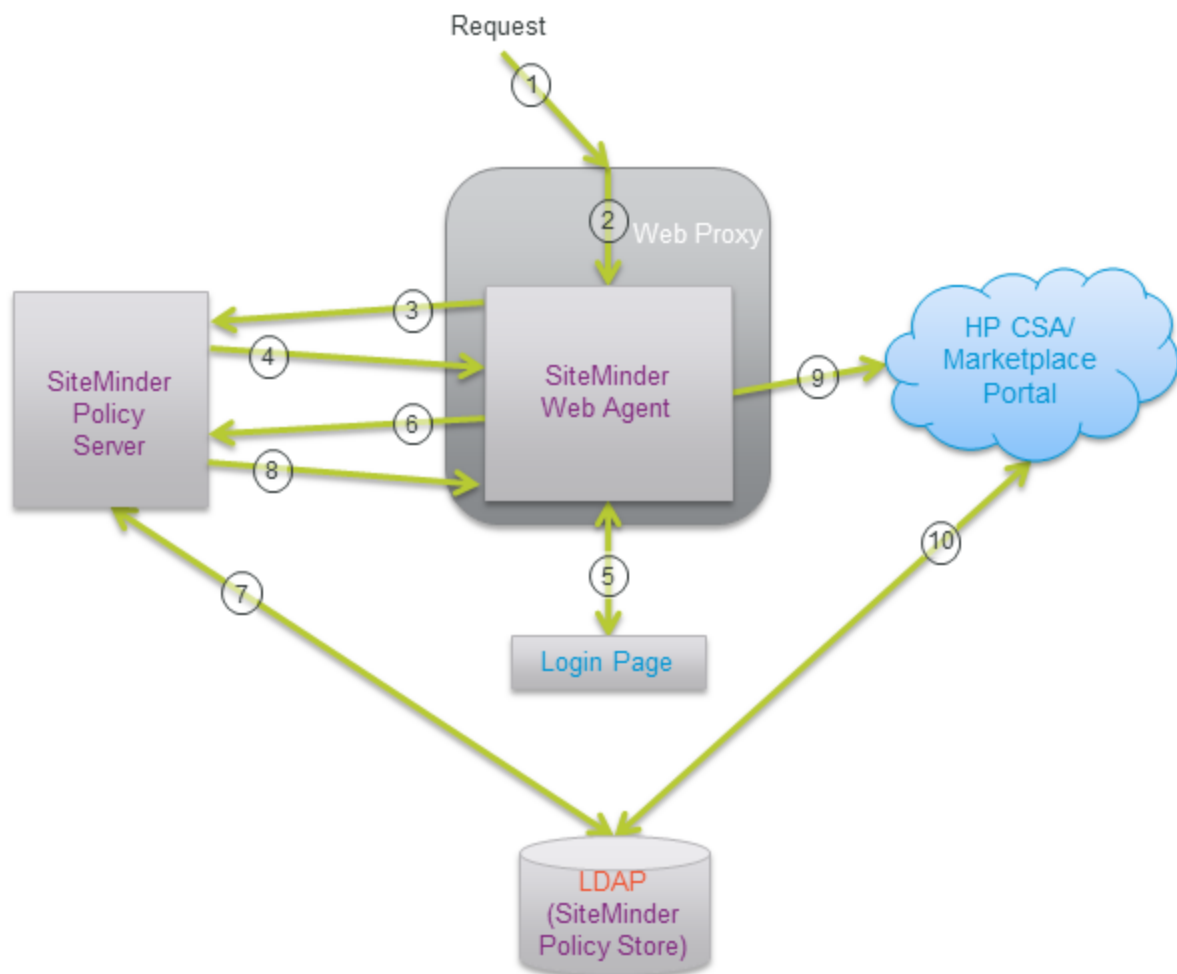 Request
1
2
Web Proxy
3
4
6
8
SiteMinder
Policy
Server
SiteMinder
Web Agent
9
HP CSA/
Marketplace
Portal
5
Login Page
7
10
LDAP
(SiteMinder
Policy Store)